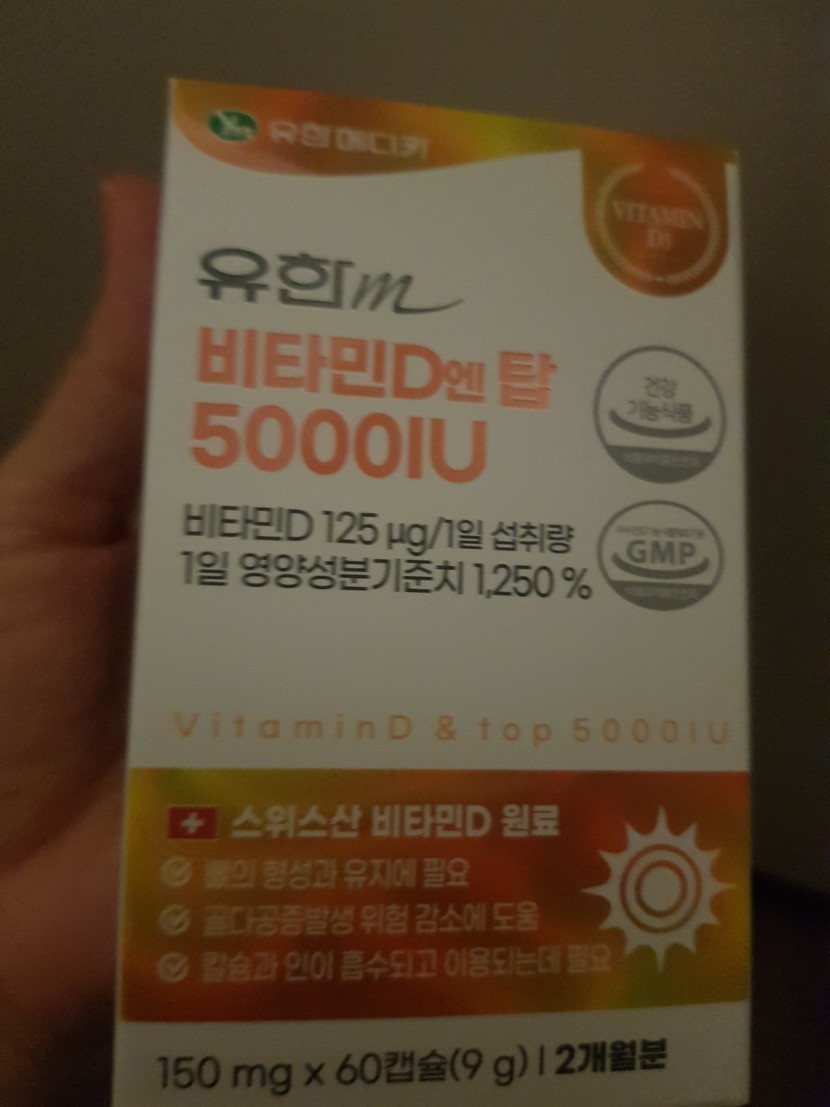 유한메디카
VITAMIN
D3
유한m
비타민D엔 탑
5000IU
건강
기능식품
비타민D 125 μg/1일 섭취량
1일 영양성분기준치 1,250 %
GMP
VitaminD & top 5000IU
스위스산 비타민D 원료
뼈의 형성과 유지에 필요
골다공증발생 위험 감소에 도움
칼슘과 인이 흡수되고 이용되는데 필요
150 mg x 60캡슐(9 g) | 2개월분